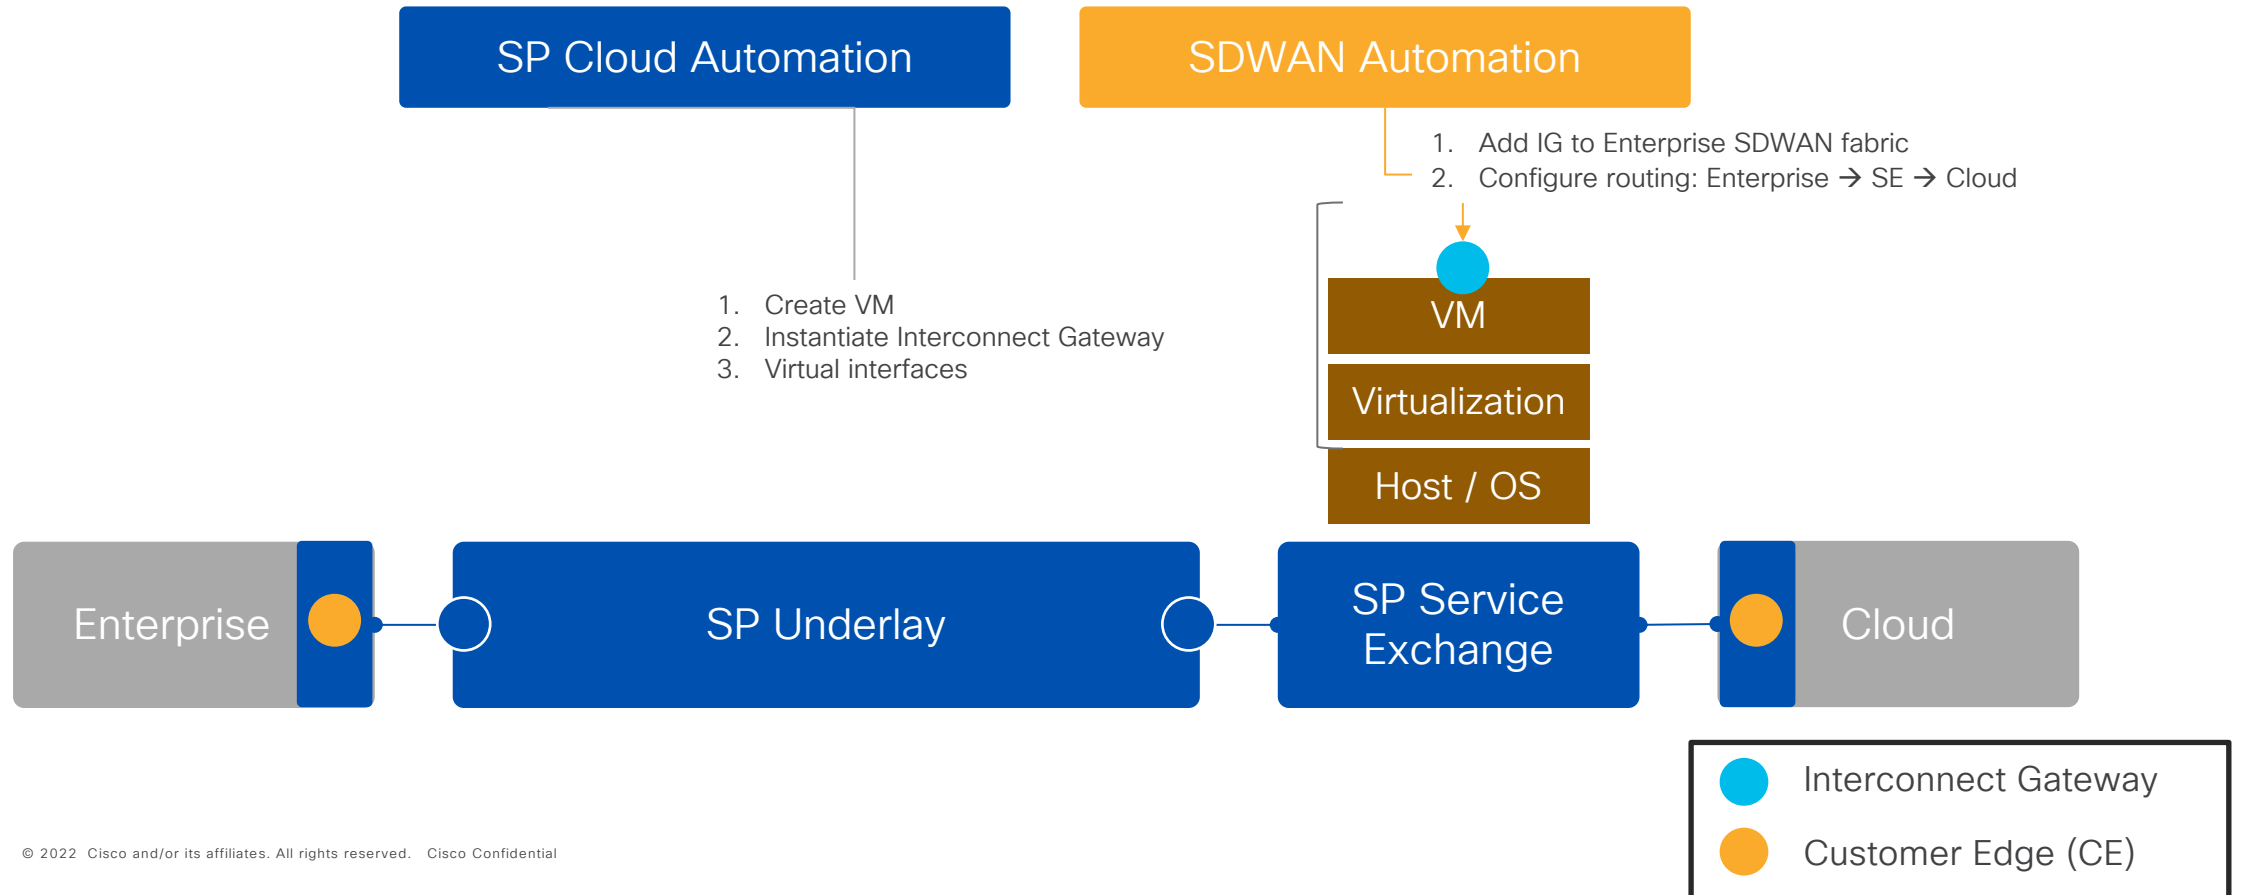 SP Cloud Automation
SDWAN Automation
1. Add IG to Enterprise SDWAN fabric
2. Configure routing: Enterprise → SE → Cloud
1. Create VM
2. Instantiate Interconnect Gateway
3. Virtual interfaces
VM
Virtualization
Host / OS
Enterprise
SP Underlay
SP Service
Exchange
Cloud
Interconnect Gateway
Customer Edge (CE)
© 2022 Cisco and/or its affiliates. All rights reserved. Cisco Confidential